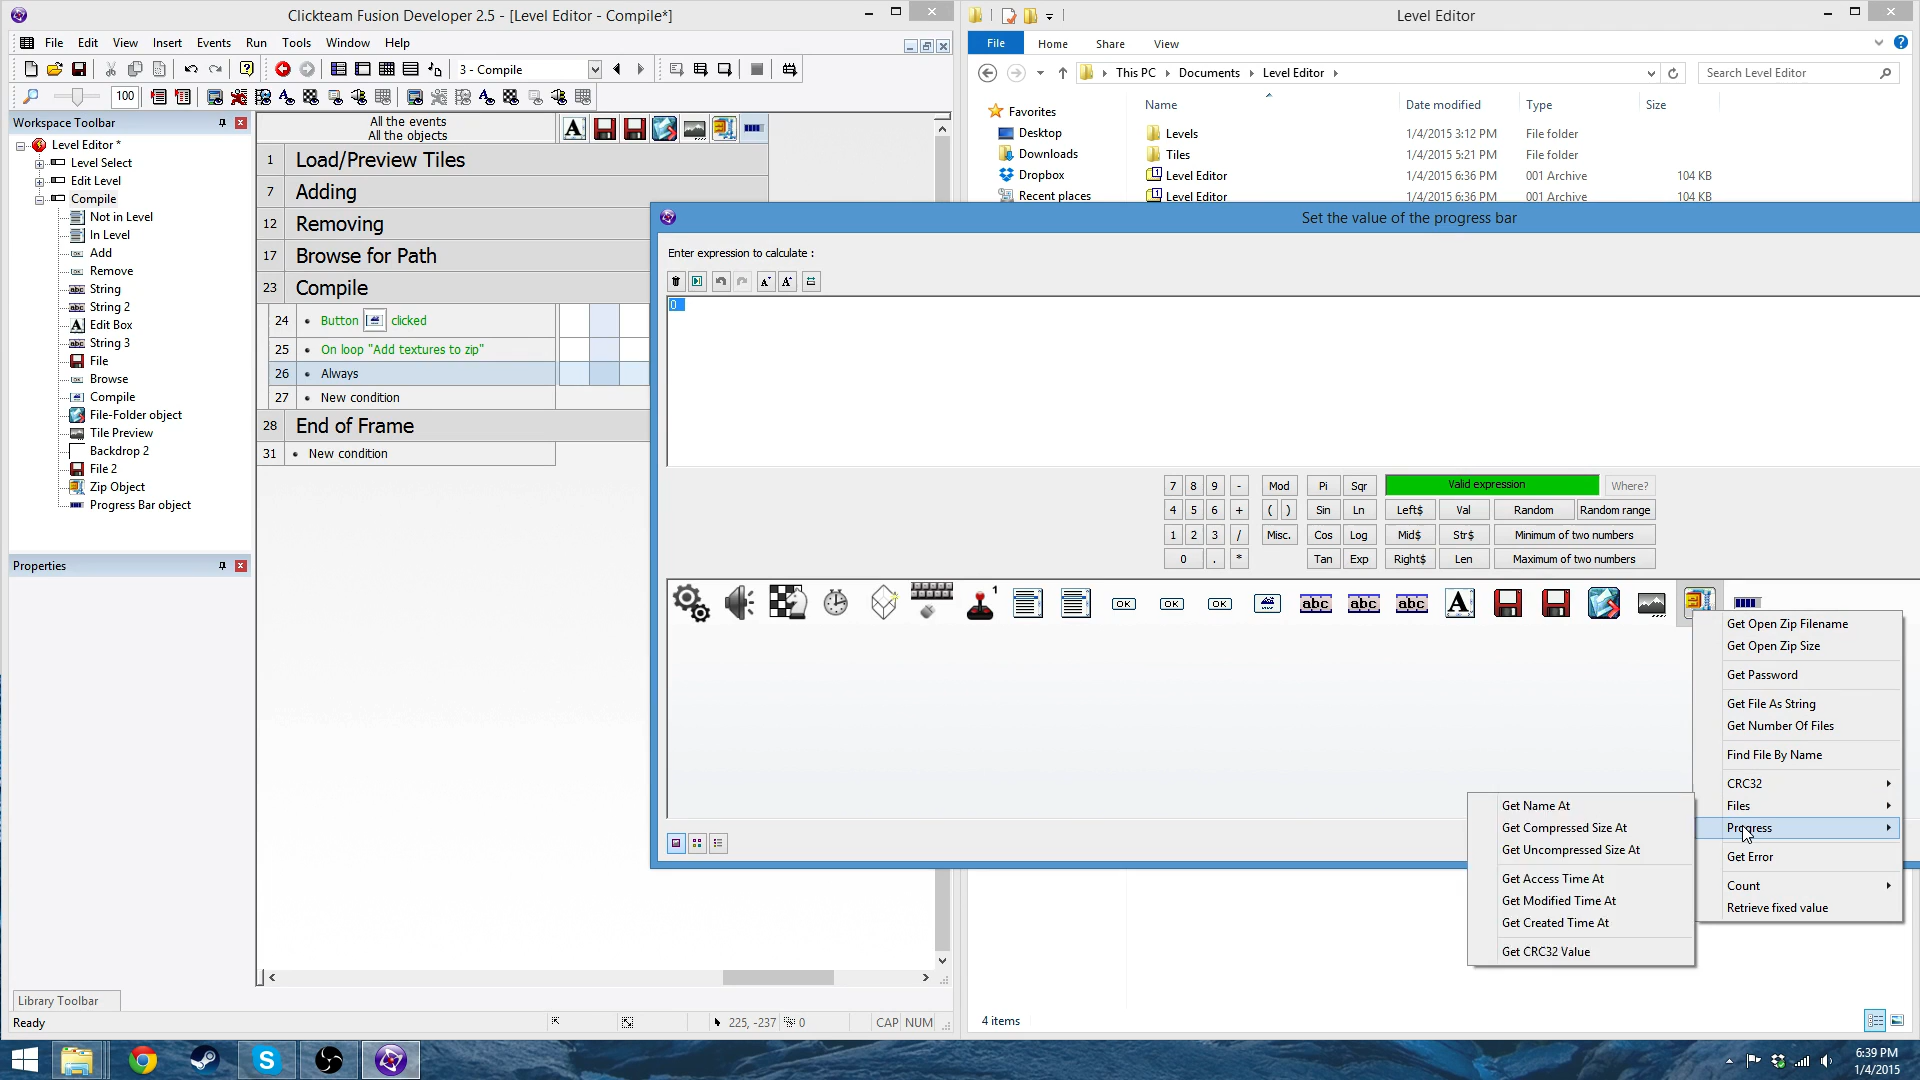 Clickteam Fusion Developer 2.5 - [Level Editor - Compile*]
File Edit View Insert Events Run Tools Window Help
3 - Compile
100
Workspace Toolbar
Level Editor *
Level Select
Edit Level
Compile
Not in Level
In Level
Add
Remove
String
String 2
Edit Box
String 3
File
Browse
Compile
File-Folder object
Tile Preview
Backdrop 2
File 2
Zip Object
Progress Bar object
Properties
Library Toolbar
Ready
All the events
All the objects
1 Load/Preview Tiles
7 Adding
12 Removing
17 Browse for Path
23 Compile
24 • Button clicked
25 • On loop "Add textures to zip"
26 • Always
27 • New condition
28 End of Frame
31 • New condition
225, -237 0 CAP NUM
Level Editor
File Home Share View
This PC Documents Level Editor
Search Level Editor
Favorites
Desktop
Downloads
Dropbox
Recent places
Name Date modified Type Size
Levels 1/4/2015 3:12 PM File folder
Tiles 1/4/2015 5:21 PM File folder
Level Editor 1/4/2015 6:36 PM 001 Archive 104 KB
Level Editor 1/4/2015 6:36 PM 001 Archive 104 KB
Set the value of the progress bar
Enter expression to calculate :
0
7 8 9 - Mod Pi Sqr Valid expression Where?
4 5 6 + ( ) Sin Ln Left$ Val Random Random range
1 2 3 / Misc. Cos Log Mid$ Str$ Minimum of two numbers
0 . * Tan Exp Right$ Len Maximum of two numbers
1
OK OK OK abc abc abc A
Get Open Zip Filename
Get Open Zip Size
Get Password
Get File As String
Get Number Of Files
Find File By Name
CRC32
Files
Progress
Get Error
Count
Retrieve fixed value
Get Name At
Get Compressed Size At
Get Uncompressed Size At
Get Access Time At
Get Modified Time At
Get Created Time At
Get CRC32 Value
4 items
6:39 PM
1/4/2015